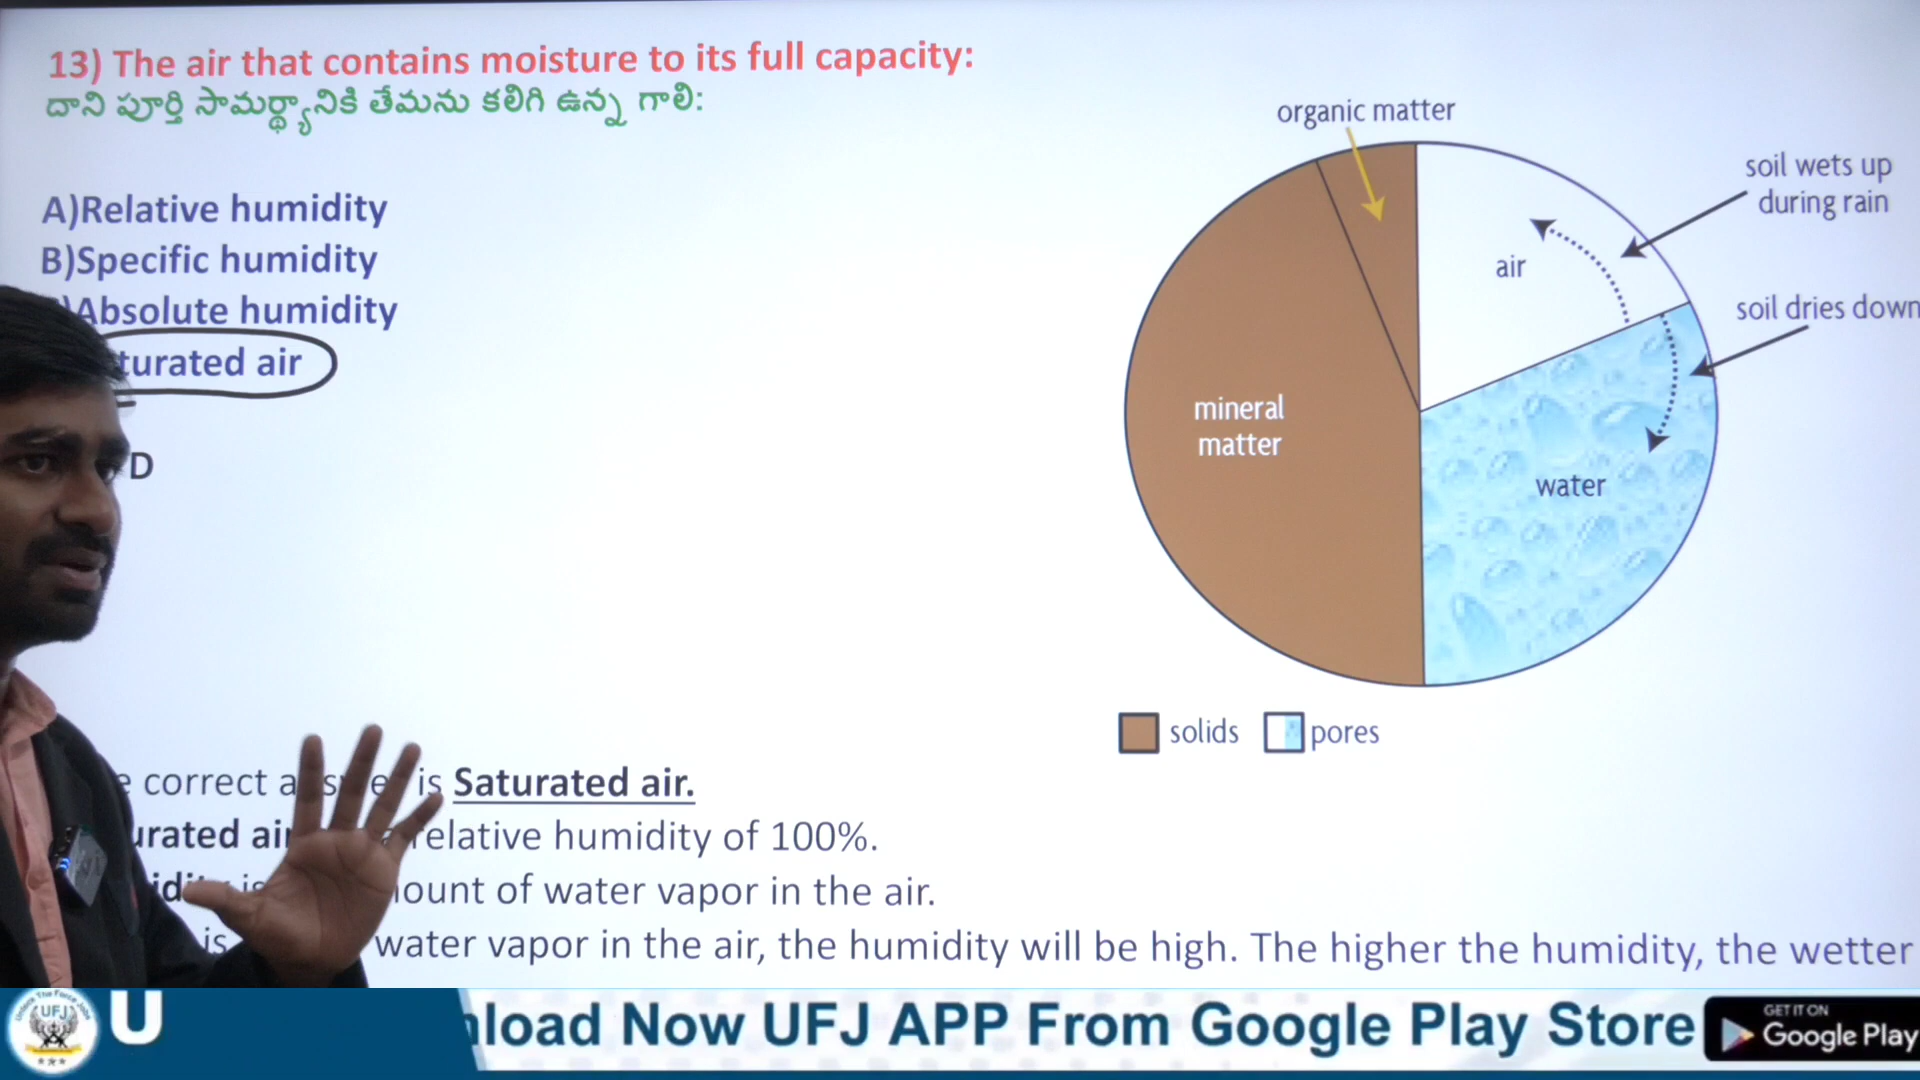 13) The air that contains moisture to its full capacity:
దాని పూర్తి సామర్థ్యానికి తేమను కలిగి ఉన్న గాలి:
A)Relative humidity
B)Specific humidity
)Absolute humidity
turated air
D
correct is Saturated air.
relative humidity of 100%.
of water vapor in the air.
is water vapor in the air, the humidity will be high. The higher the humidity, the wetter
organic matter
soil wets up
during rain
air
soil dries down
mineral
matter
water
solids pores
UFJ
U
nload Now UFJ APP From Google Play Store
GET IT ON
Google Play